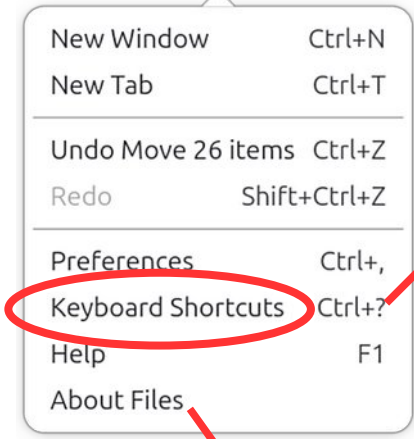 New Window Ctrl+N
New Tab Ctrl+T
Undo Move 26 items Ctrl+Z
Redo Shift+Ctrl+Z
Preferences Ctrl+,
Keyboard Shortcuts Ctrl+?
Help F1
About Files